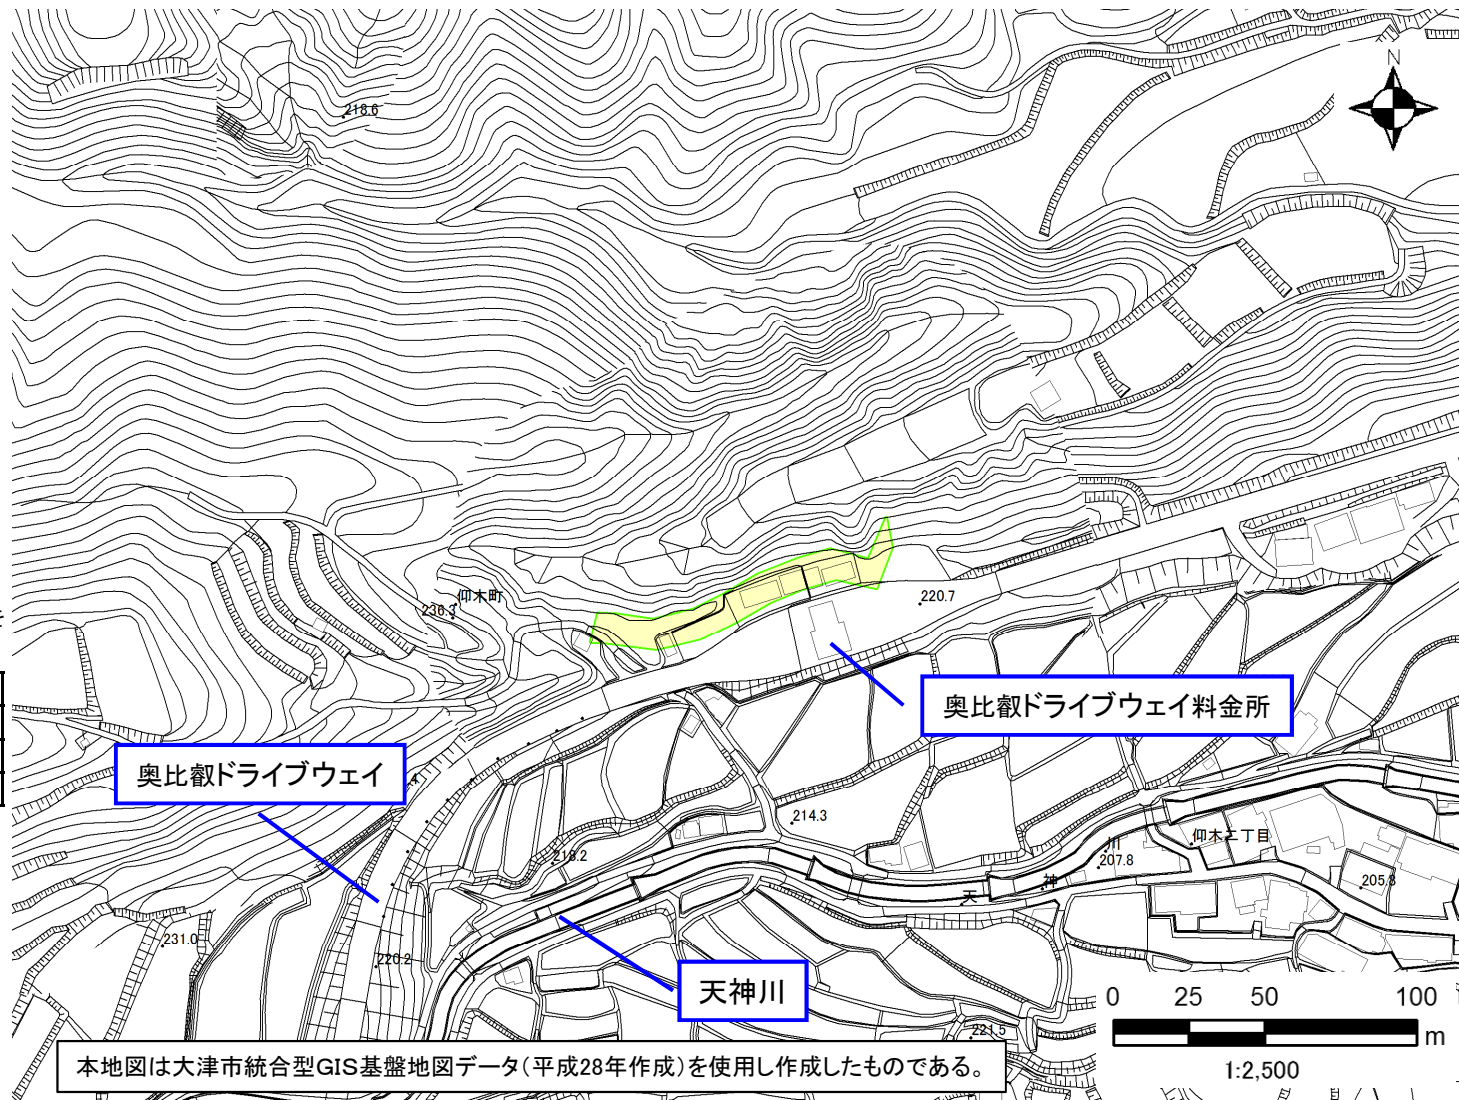 N
218.6
仰木町
236.3
220.7
奥比叡ドライブウェイ料金所
奥比叡ドライブウェイ
214.3
218.2
川
仰木二丁目
207.8
神
天
205.3
231.0
220.2
天神川
221.5
0 25 50 100
m
1:2,500
本地図は大津市統合型GIS基盤地図データ(平成28年作成)を使用し作成したものである。